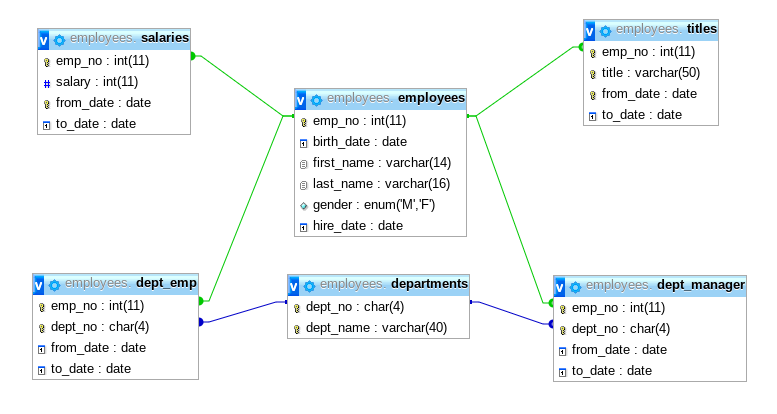 employees. salaries
emp_no : int(11)
salary : int(11)
from_date : date
to_date : date
employees. titles
emp_no : int(11)
title : varchar(50)
from_date : date
to_date : date
employees. employees
emp_no : int(11)
birth_date : date
first_name : varchar(14)
last_name : varchar(16)
gender : enum('M','F')
hire_date : date
employees. dept_emp
emp_no : int(11)
dept_no : char(4)
from_date : date
to_date : date
employees. departments
dept_no : char(4)
dept_name : varchar(40)
employees. dept_manager
emp_no : int(11)
dept_no : char(4)
from_date : date
to_date : date